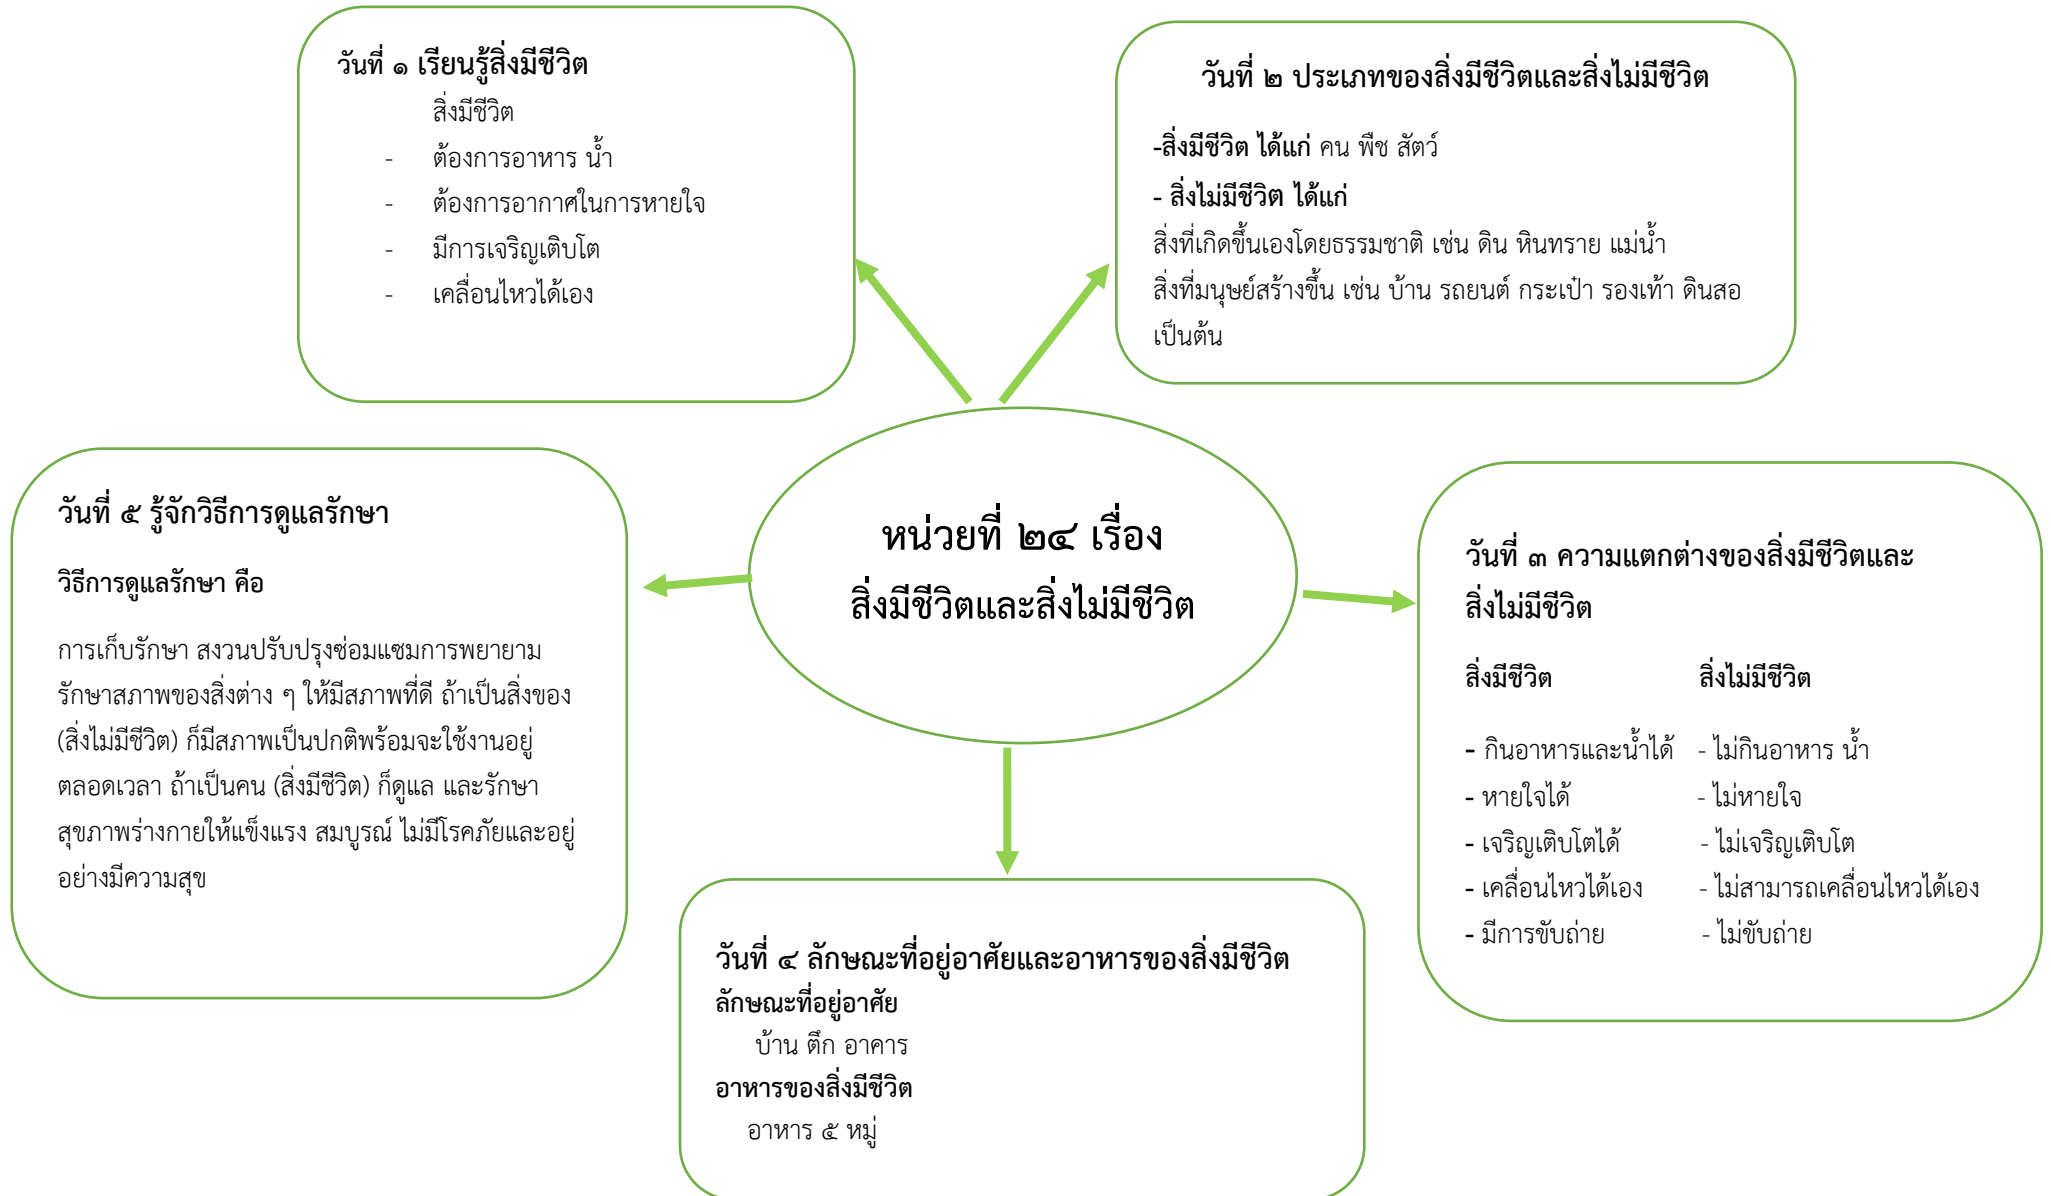 วันที่ ๑ เรียนรู้สิ่งมีชีวิต
สิ่งมีชีวิต
- ต้องการอาหาร น้ำ
- ต้องการอากาศในการหายใจ
- มีการเจริญเติบโต
- เคลื่อนไหวได้เอง
วันที่ ๒ ประเภทของสิ่งมีชีวิตและสิ่งไม่มีชีวิต
-สิ่งมีชีวิต ได้แก่ คน พืช สัตว์
- สิ่งไม่มีชีวิต ได้แก่
สิ่งที่เกิดขึ้นเองโดยธรรมชาติ เช่น ดิน หินทราย แม่น้ำ
สิ่งที่มนุษย์สร้างขึ้น เช่น บ้าน รถยนต์ กระเป๋า รองเท้า ดินสอ
เป็นต้น
หน่วยที่ ๒๔ เรื่อง
สิ่งมีชีวิตและสิ่งไม่มีชีวิต
วันที่ ๓ ความแตกต่างของสิ่งมีชีวิตและ
สิ่งไม่มีชีวิต
สิ่งมีชีวิต สิ่งไม่มีชีวิต
- กินอาหารและน้ำได้ - ไม่กินอาหาร น้ำ
- หายใจได้ - ไม่หายใจ
- เจริญเติบโตได้ - ไม่เจริญเติบโต
- เคลื่อนไหวได้เอง - ไม่สามารถเคลื่อนไหวได้เอง
- มีการขับถ่าย - ไม่ขับถ่าย
วันที่ ๔ ลักษณะที่อยู่อาศัยและอาหารของสิ่งมีชีวิต
ลักษณะที่อยู่อาศัย
บ้าน ตึก อาคาร
อาหารของสิ่งมีชีวิต
อาหาร ๕ หมู่
วันที่ ๕ รู้จักวิธีการดูแลรักษา
วิธีการดูแลรักษา คือ
การเก็บรักษา สงวนปรับปรุงซ่อมแซมการพยายาม
รักษาสภาพของสิ่งต่าง ๆ ให้มีสภาพที่ดี ถ้าเป็นสิ่งของ
(สิ่งไม่มีชีวิต) ก็มีสภาพเป็นปกติพร้อมจะใช้งานอยู่
ตลอดเวลา ถ้าเป็นคน (สิ่งมีชีวิต) ก็ดูแล และรักษา
สุขภาพร่างกายให้แข็งแรง สมบูรณ์ ไม่มีโรคภัยและอยู่
อย่างมีความสุข